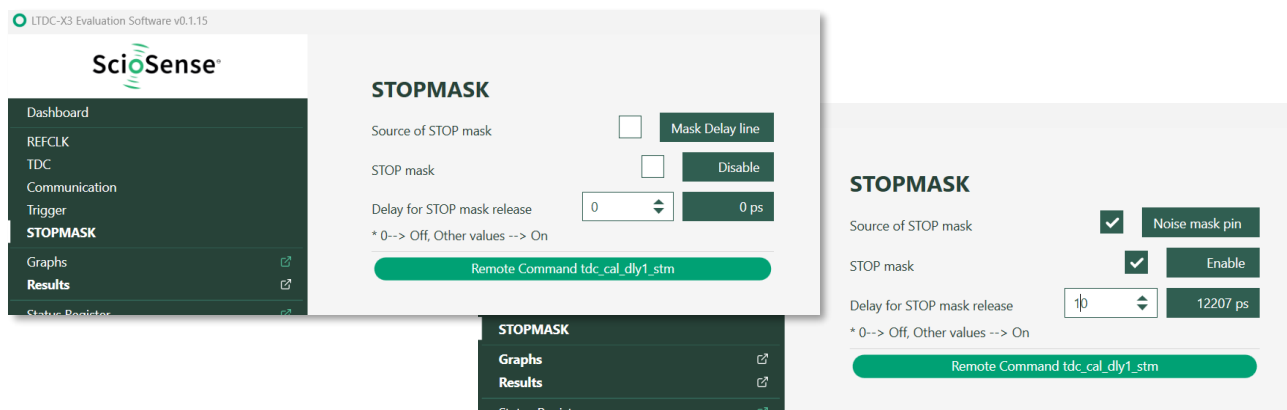 LTDC-X3 Evaluation Software v0.1.15
ScioSense
Dashboard
REFCLK
TDC
Communication
Trigger
STOPMASK
Graphs
Results
Status Register
STOPMASK
Source of STOP mask Mask Delay line
STOP mask Disable
Delay for STOP mask release 0 0 ps
* 0--> Off, Other values --> On
Remote Command tdc_cal_dly1_stm
STOPMASK
Graphs
Results
STOPMASK
Source of STOP mask Noise mask pin
STOP mask Enable
Delay for STOP mask release 10 12207 ps
* 0--> Off, Other values --> On
Remote Command tdc_cal_dly1_stm